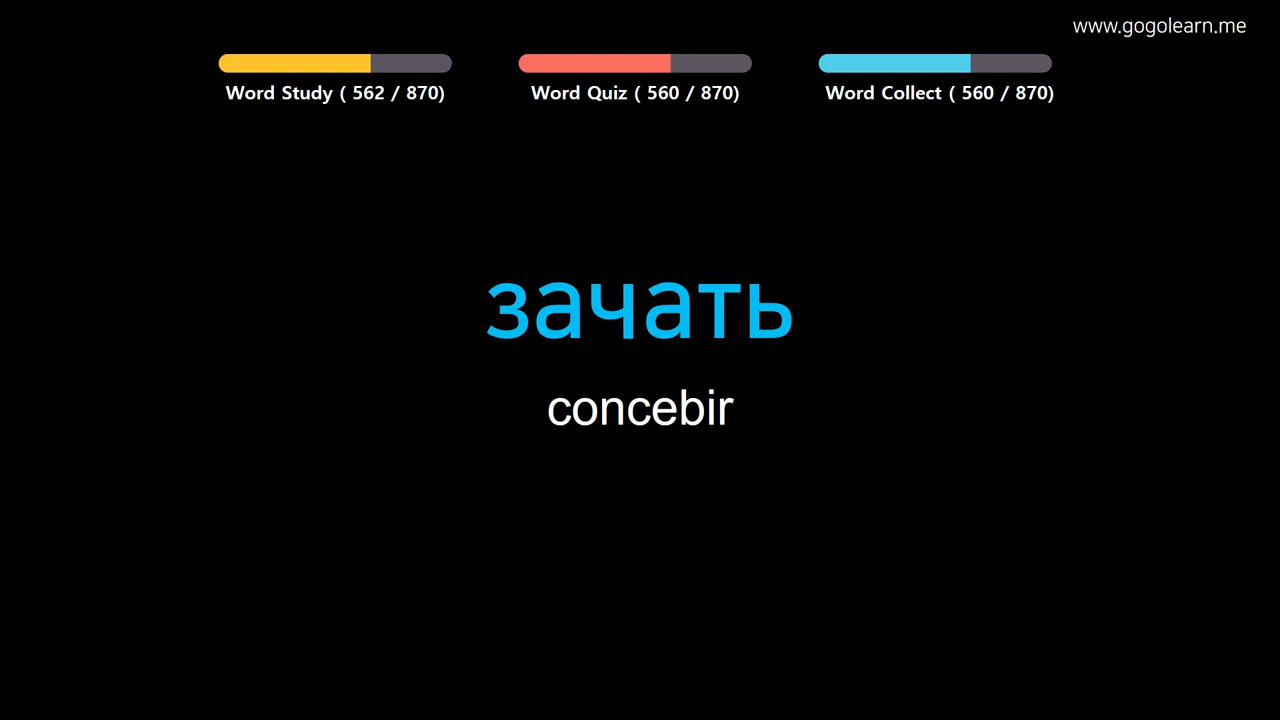 www.gogolearn.me
Word Study ( 562 / 870)
Word Quiz ( 560 / 870)
Word Collect ( 560 / 870)
зачать
concebir